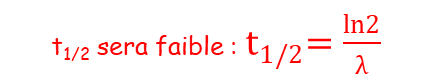 t1/2 sera faible : t1/2 = ln2/λ